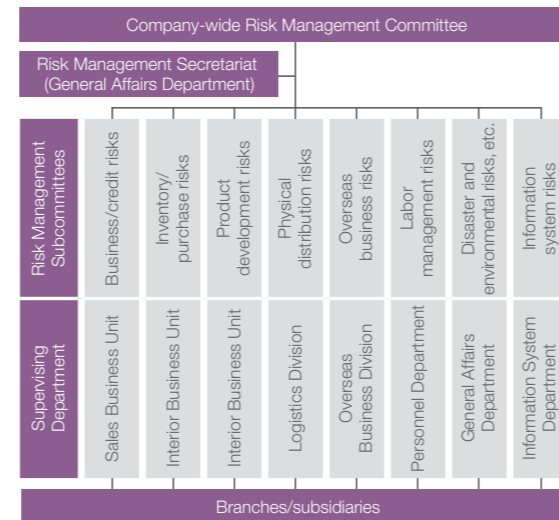 Company-wide Risk Management Committee
Risk Management Secretariat
(General Affairs Department)
Risk Management
Subcommittees
Business/credit risks
Inventory/
purchase risks
Product
development risks
Physical
distribution risks
Overseas
business risks
Labor
management risks
Disaster and
environmental risks, etc.
Information
system risks
Supervising
Department
Sales Business Unit
Interior Business Unit
Interior Business Unit
Logistics Division
Overseas
Business Division
Personnel Department
General Affairs
Department
Information System
Department
Branches/subsidiaries